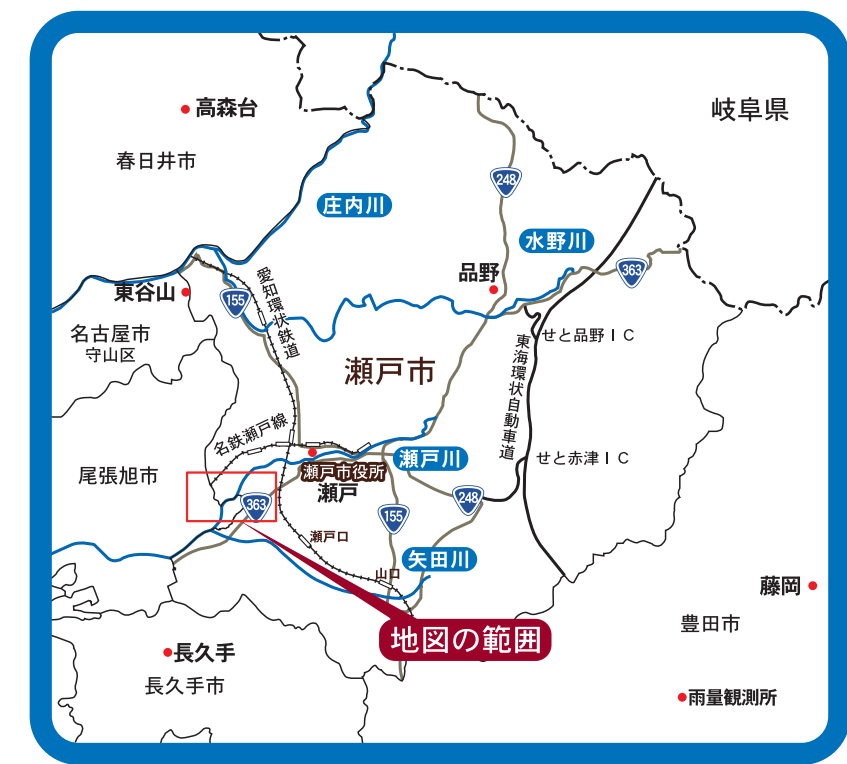 高森台
岐阜県
春日井市
248
庄内川
水野川
品野
363
愛知環状鉄道
東谷山
155
名古屋市
守山区
せと品野IC
東海環状自動車道
瀬戸市
名鉄瀬戸線
瀬戸川
せと赤津IC
瀬戸市役所
尾張旭市
瀬戸
363
248
155
瀬戸口
矢田川
山口
藤岡
豊田市
地図の範囲
長久手
長久手市
雨量観測所